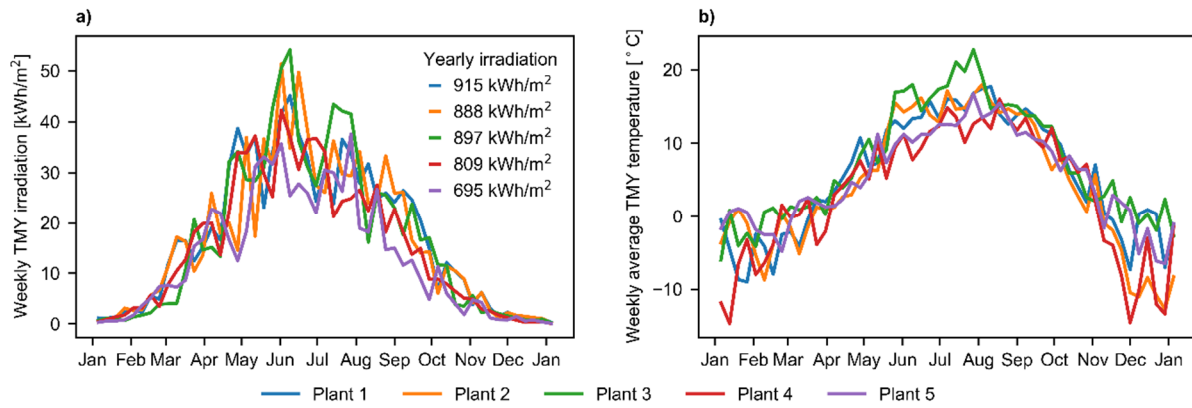 a)
Weekly TMY irradiation [kWh/m²]
50
40
30
20
10
0
Yearly irradiation
915 kWh/m²
888 kWh/m²
897 kWh/m²
809 kWh/m²
695 kWh/m²
Jan Feb Mar Apr May Jun Jul Aug Sep Oct Nov Dec Jan
b)
Weekly average TMY temperature [°C]
20
10
0
−10
Jan Feb Mar Apr May Jun Jul Aug Sep Oct Nov Dec Jan
Plant 1 Plant 2 Plant 3 Plant 4 Plant 5